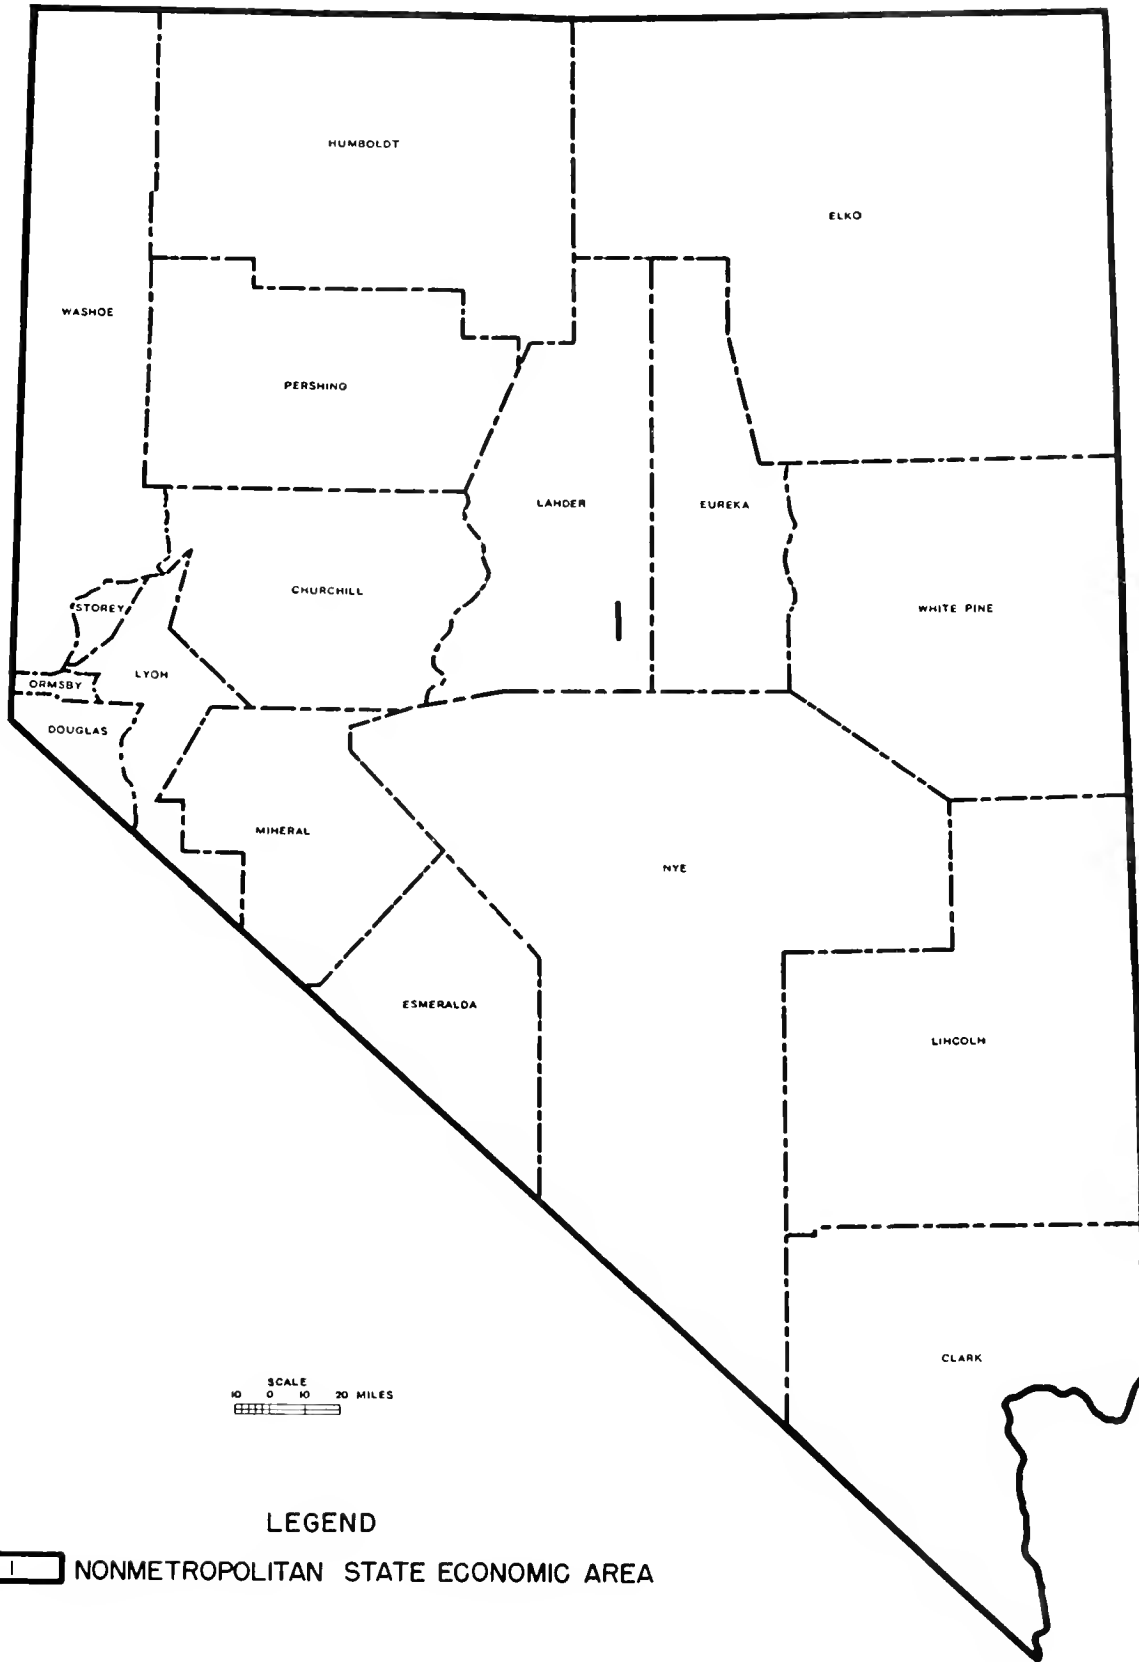 HUMBOLDT
ELKO
WASHOE
PERSHING
LANDER
EUREKA
CHURCHILL
STOREY
WHITE PINE
LYON
ORMSBY
DOUGLAS
MINERAL
NYE
ESMERALDA
LINCOLN
CLARK
I
SCALE
10 0 10 20 MILES
LEGEND
I NONMETROPOLITAN STATE ECONOMIC AREA